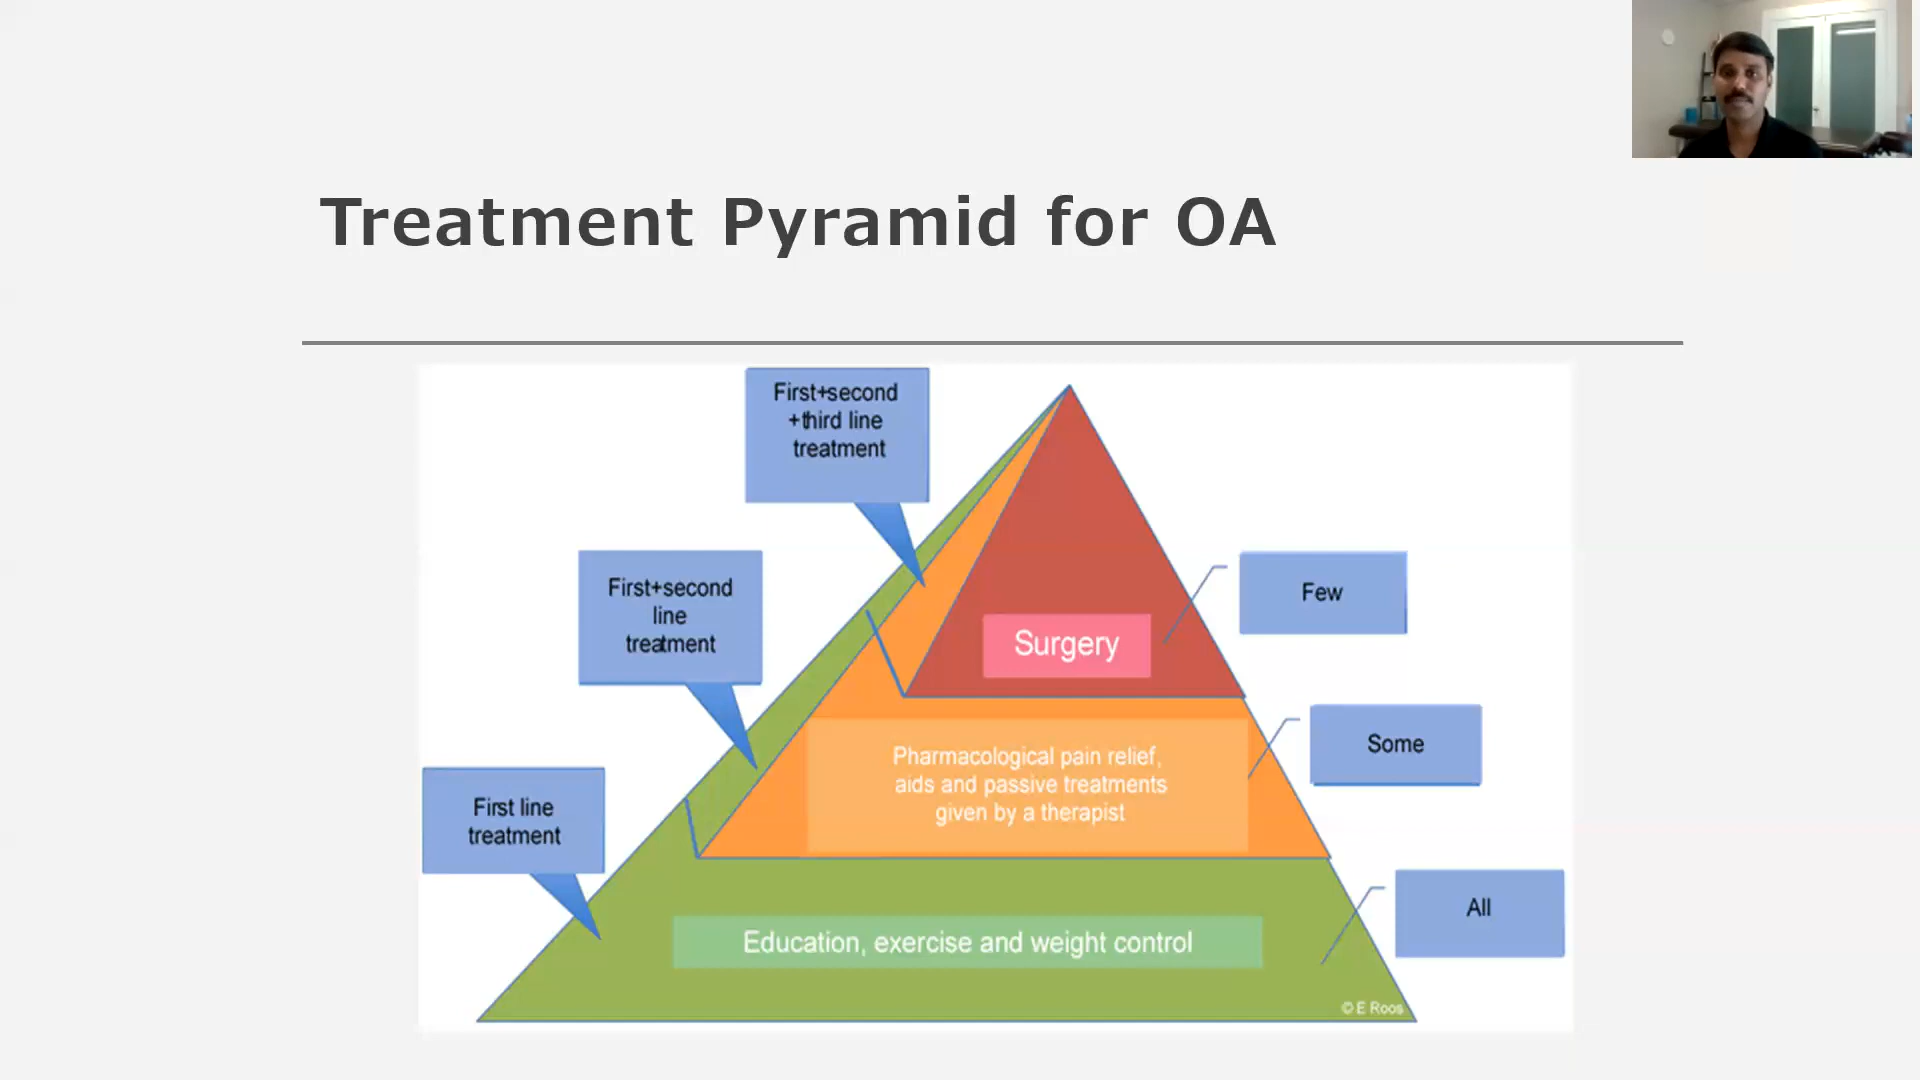 Treatment Pyramid for OA
First+second
+third line
treatment
First+second
line
treatment
Few
Surgery
Some
Pharmacological pain relief,
aids and passive treatments
given by a therapist
First line
treatment
All
Education, exercise and weight control
© E Roos